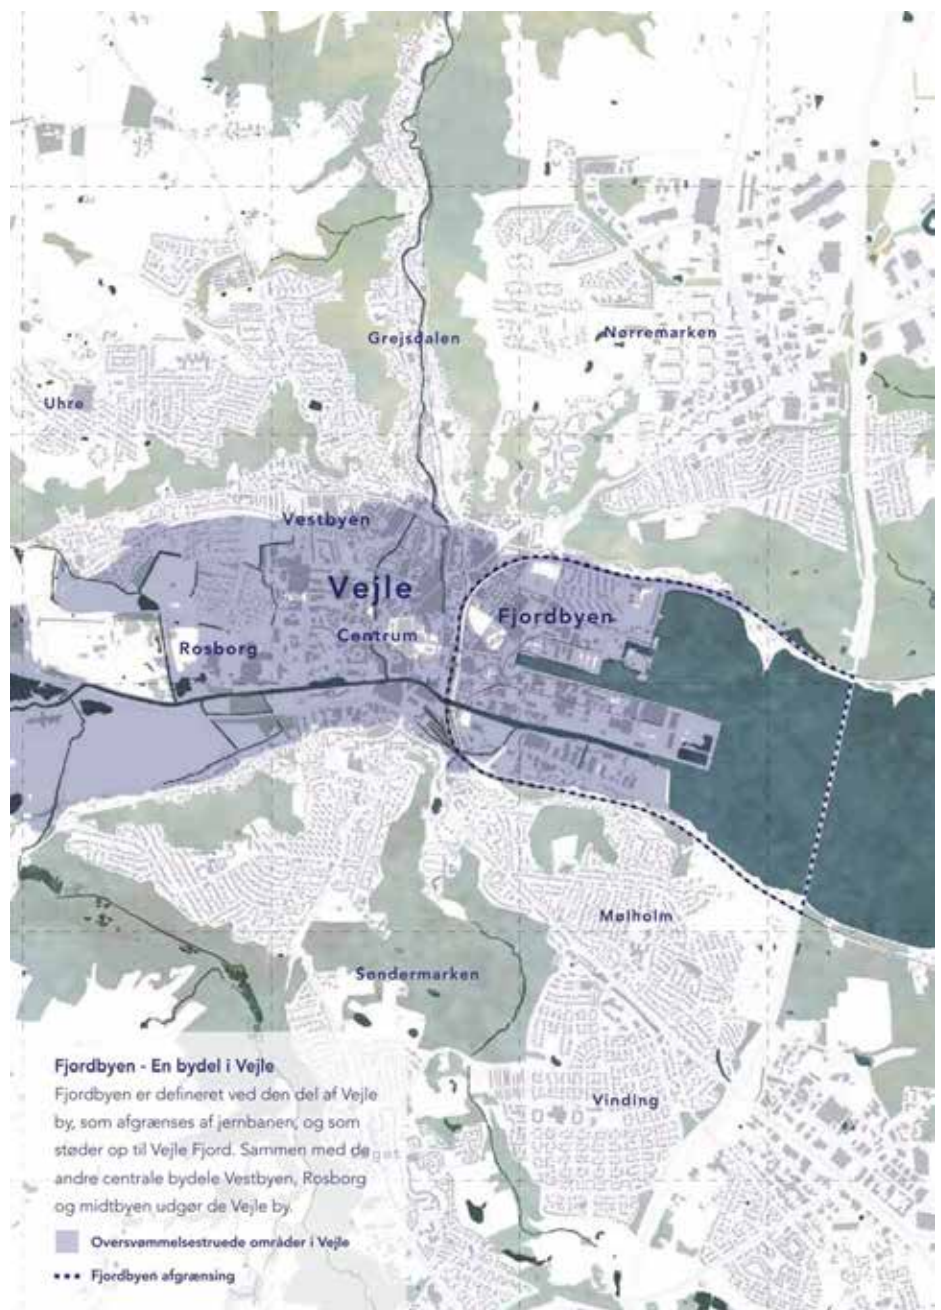 Grejsdalen
Nørremarken
Uhre
Vestbyen
Vejle
Fjordbyen
Centrum
Rosborg
Mølholm
Søndermarken
Vinding
Fjordbyen - En bydel i Vejle
Fjordbyen er defineret ved den del af Vejle
by, som afgrænses af jernbanen, og som
støder op til Vejle Fjord. Sammen med de
andre centrale bydele Vestbyen, Rosborg
og midtbyen udgør de Vejle by.
Oversvømmelsestruede områder i Vejle
Fjordbyen afgrænsing